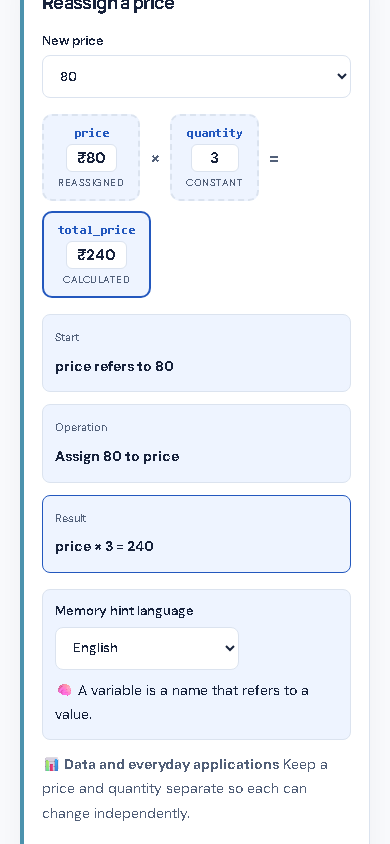 Reassign a price
New price
80
price
₹80
REASSIGNED
×
quantity
3
CONSTANT
=
total_price
₹240
CALCULATED
Start
price refers to 80
Operation
Assign 80 to price
Result
price × 3 = 240
Memory hint language
English
🧠 A variable is a name that refers to a
value.
📊 Data and everyday applications Keep a
price and quantity separate so each can
change independently.